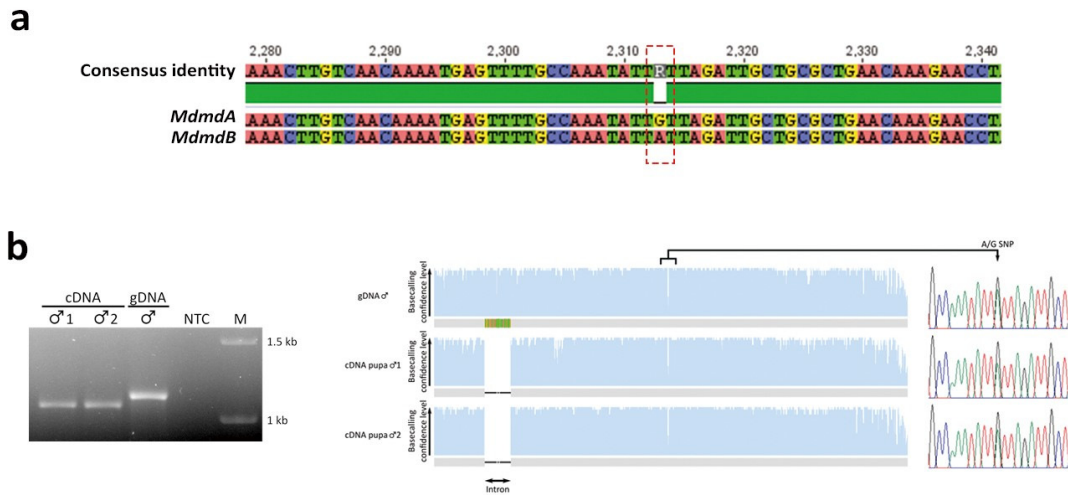 a
2,280 2,290 2,300 2,310 2,320 2,330 2,340
Consensus identity AAACTTGTCAACAAAATGAGTTTTGCCAAATATTRTTAGATTGCTGCGCTGAACAAAGAACCT.
MdmdA AAACTTGTCAACAAAATGAGTTTTGCCAAATATTGTTAGATTGCTGCGCTGAACAAAGAACCT.
MdmdB AAACTTGTCAACAAAATGAGTTTTGCCAAATATTATTAGATTGCTGCGCTGAACAAAGAACCT.
b
cDNA gDNA
♂1 ♂2 ♂ NTC M
1.5 kb
1 kb
A/G SNP
gDNA ♂
Basecalling
confidence level
cDNA pupa ♂1
Basecalling
confidence level
cDNA pupa ♂2
Basecalling
confidence level
Intron